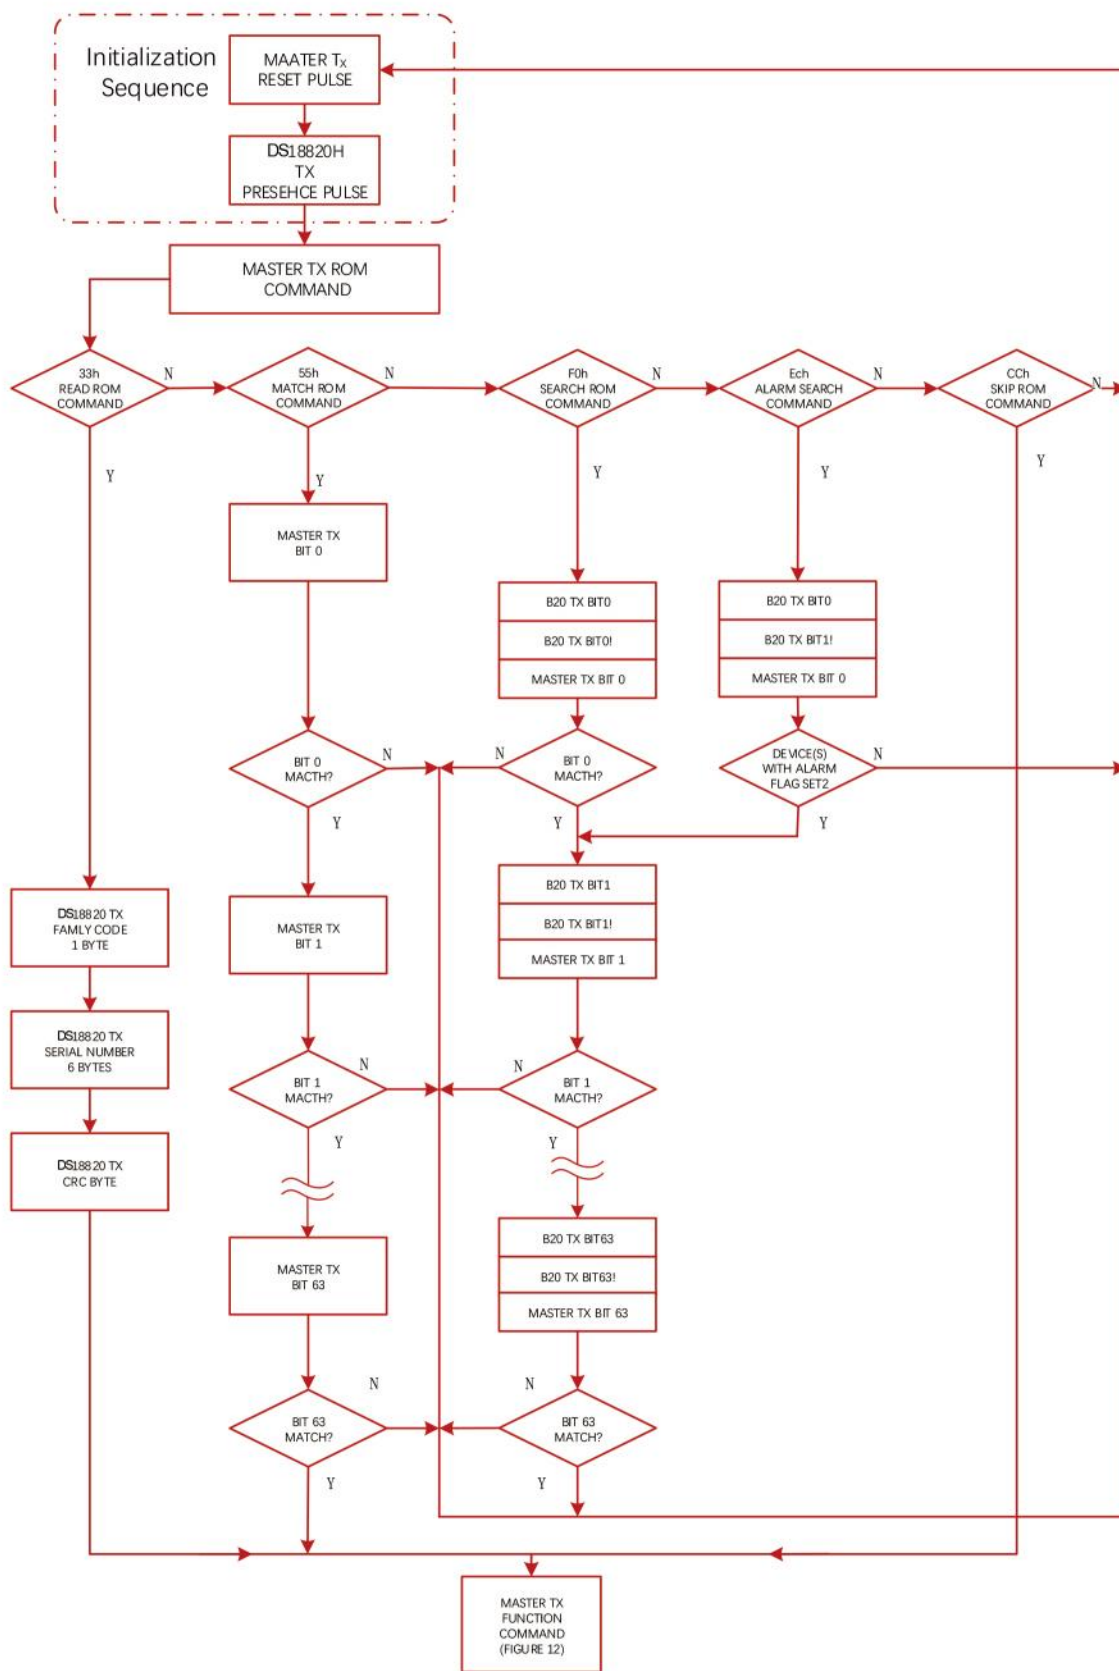 Initialization
Sequence
MAATER Tx
RESET PULSE
DS18820H
TX
PRESEHCE PULSE
MASTER TX ROM
COMMAND
33h
READ ROM
COMMAND
N
55h
MATCH ROM
COMMAND
N
F0h
SEARCH ROM
COMMAND
N
Ech
ALARM SEARCH
COMMAND
N
CCh
SKIP ROM
COMMAND
N
Y
Y
Y
Y
Y
MASTER TX
BIT 0
B20 TX BIT0
B20 TX BIT0!
MASTER TX BIT 0
B20 TX BIT0
B20 TX BIT1!
MASTER TX BIT 0
BIT 0
MACTH?
N
Y
N
BIT 0
MACTH?
Y
DEVICE(S)
WITH ALARM
FLAG SET2
N
Y
DS18820 TX
FAMLY CODE
1 BYTE
MASTER TX
BIT 1
B20 TX BIT1
B20 TX BIT1!
MASTER TX BIT 1
DS18820 TX
SERIAL NUMBER
6 BYTES
BIT 1
MACTH?
N
Y
N
BIT 1
MACTH?
Y
DS18820 TX
CRC BYTE
MASTER TX
BIT 63
B20 TX BIT63
B20 TX BIT63!
MASTER TX BIT 63
BIT 63
MATCH?
N
Y
N
BIT 63
MATCH?
Y
MASTER TX
FUNCTION
COMMAND
(FIGURE 12)